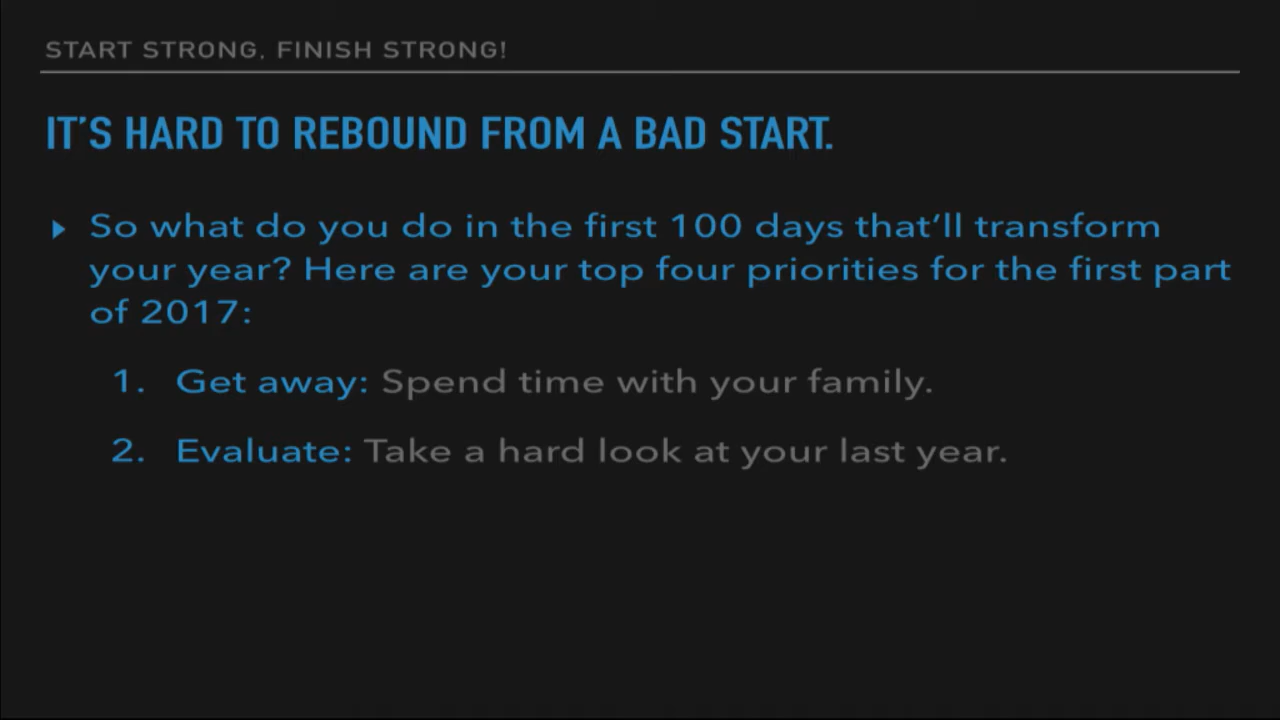 START STRONG, FINISH STRONG!
IT'S HARD TO REBOUND FROM A BAD START.
▸ So what do you do in the first 100 days that'll transform
your year? Here are your top four priorities for the first part
of 2017:
1. Get away: Spend time with your family.
2. Evaluate: Take a hard look at your last year.